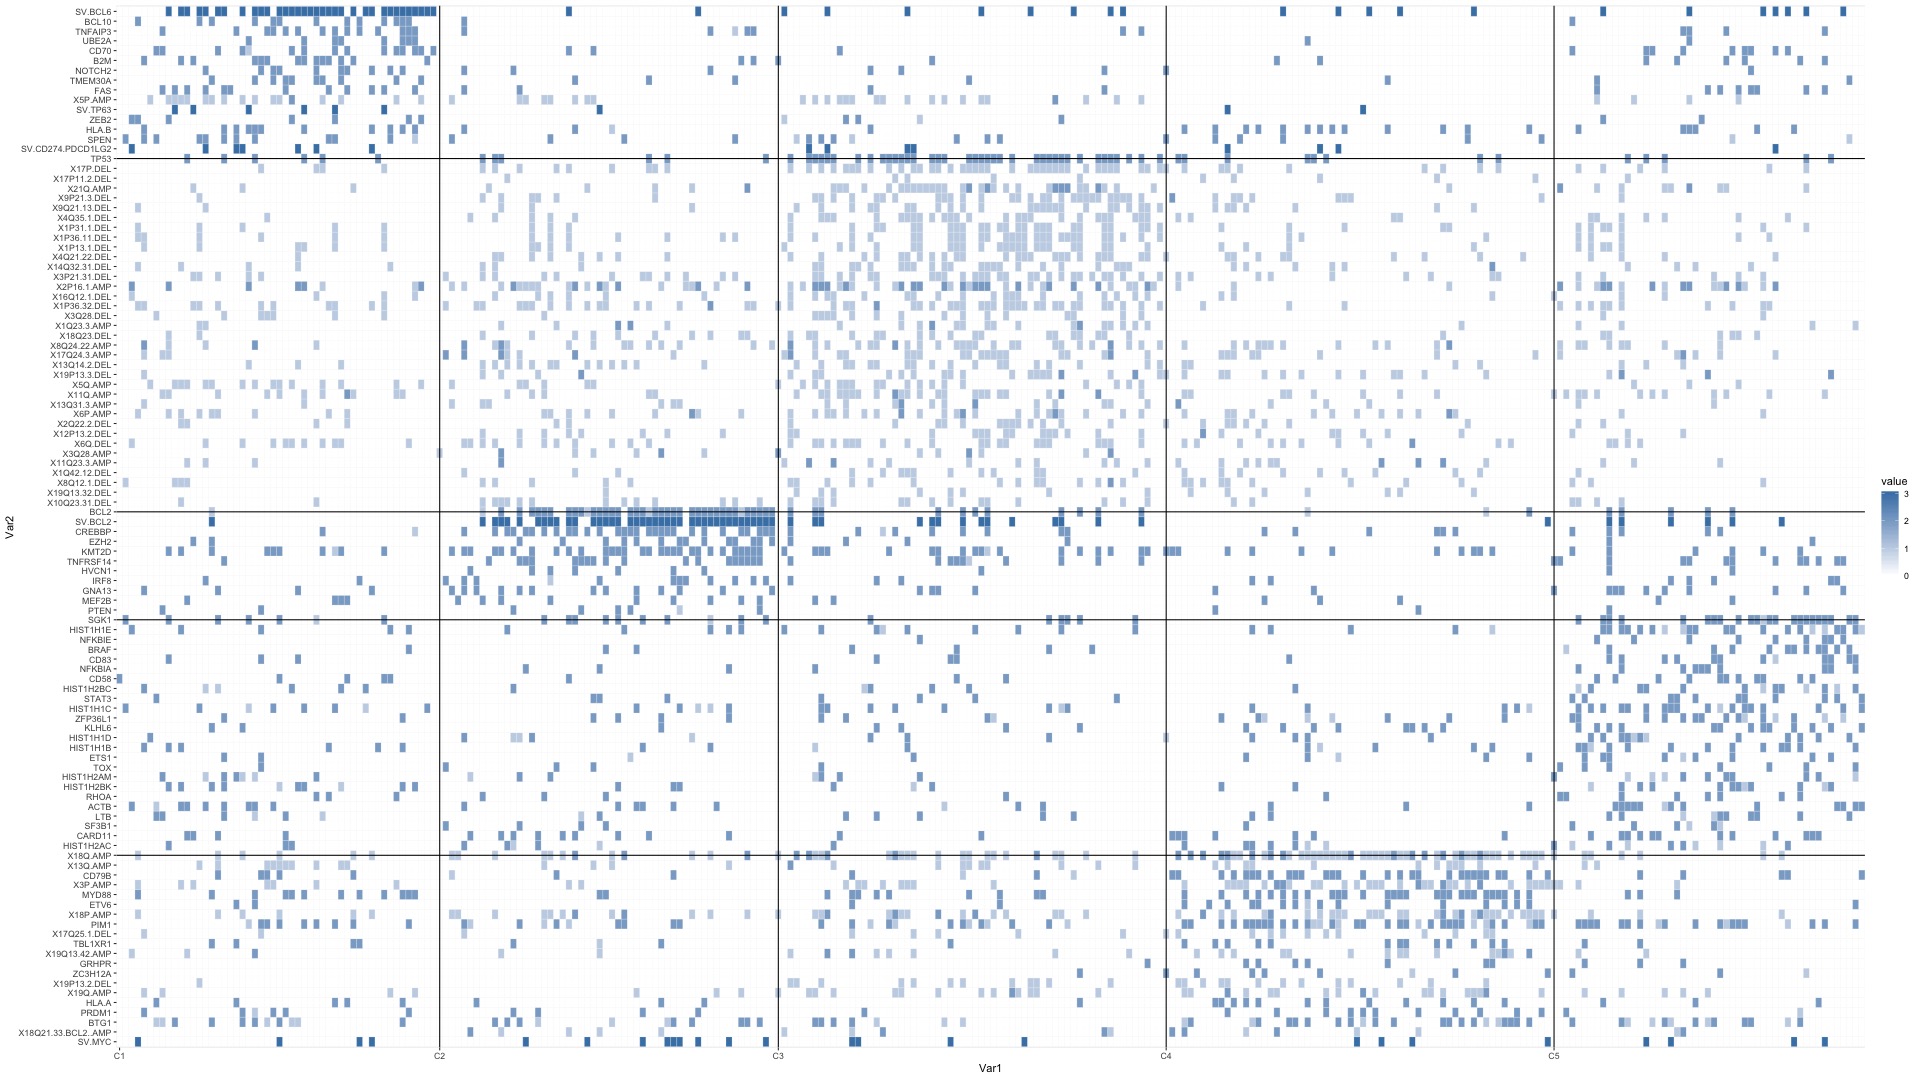 SV.BCL6
BCL10
TNFAIP3
UBE2A
CD70
B2M
NOTCH2
TMEM30A
FAS
X5P.AMP
SV.TP63
ZEB2
HLA.B
SPEN
SV.CD274.PDCD1LG2
TP53
X17P.DEL
X17P11.2.DEL
X21Q.AMP
X9P21.3.DEL
X9Q21.13.DEL
X4Q35.1.DEL
X1P31.1.DEL
X1P36.11.DEL
X1P13.1.DEL
X4Q21.22.DEL
X14Q32.31.DEL
X3P21.31.DEL
X2P16.1.AMP
X16Q12.1.DEL
X1P36.32.DEL
X3Q28.DEL
X1Q23.3.AMP
X18Q23.DEL
X8Q24.22.AMP
X17Q24.3.AMP
X13Q14.2.DEL
X19P13.3.DEL
X5Q.AMP
X11Q.AMP
X13Q31.3.AMP
X6P.AMP
X2Q22.2.DEL
X12P13.2.DEL
X6Q.DEL
X3Q28.AMP
X11Q23.3.AMP
X1Q42.12.DEL
X8Q12.1.DEL
X19Q13.32.DEL
X10Q23.31.DEL
BCL2
SV.BCL2
CREBBP
EZH2
KMT2D
TNFRSF14
HVCN1
IRF8
GNA13
MEF2B
PTEN
SGK1
HIST1H1E
NFKBIE
BRAF
CD83
NFKBIA
CD58
HIST1H2BC
STAT3
HIST1H1C
ZFP36L1
KLHL6
HIST1H1D
HIST1H1B
ETS1
TOX
HIST1H2AM
HIST1H2BK
RHOA
ACTB
LTB
SF3B1
CARD11
HIST1H2AC
X18Q.AMP
X13Q.AMP
CD79B
X3P.AMP
MYD88
ETV6
X18P.AMP
PIM1
X17Q25.1.DEL
TBL1XR1
X19Q13.42.AMP
GRHPR
ZC3H12A
X19P13.2.DEL
X19Q.AMP
HLA.A
PRDM1
BTG1
X18Q21.33.BCL2..AMP
SV.MYC
Var2
C1 C2 C3 C4 C5
Var1
value
3
2
1
0